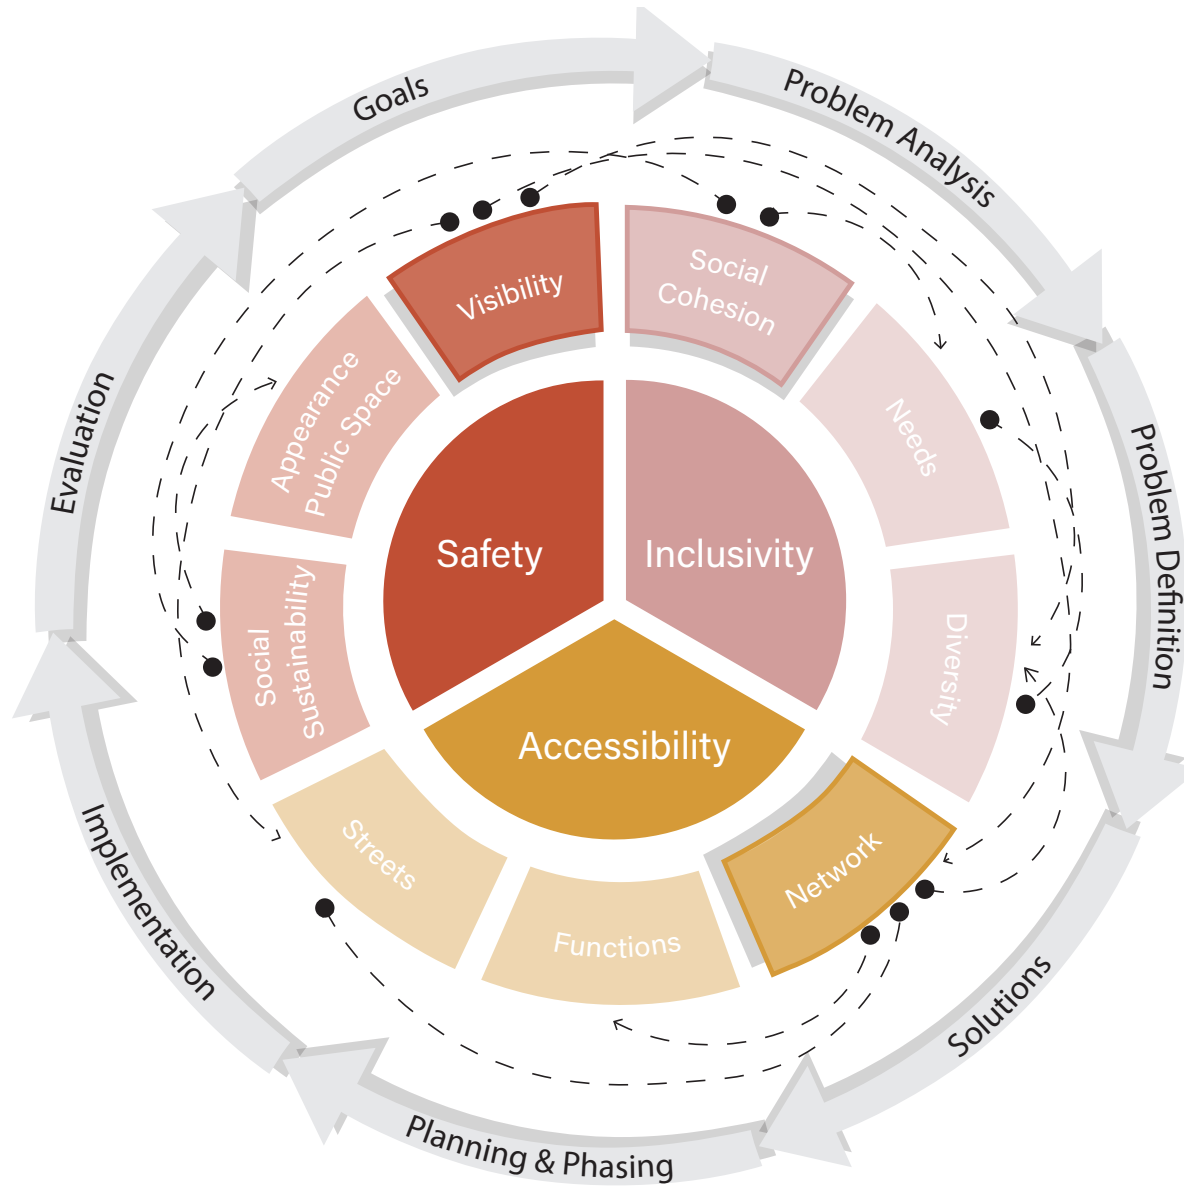 Goals
Problem Analysis
Problem Definition
Solutions
Planning & Phasing
Implementation
Evaluation
Visibility
Social
Cohesion
Needs
Diversity
Network
Functions
Streets
Social
Sustainability
Appearance
Public Space
Safety
Inclusivity
Accessibility